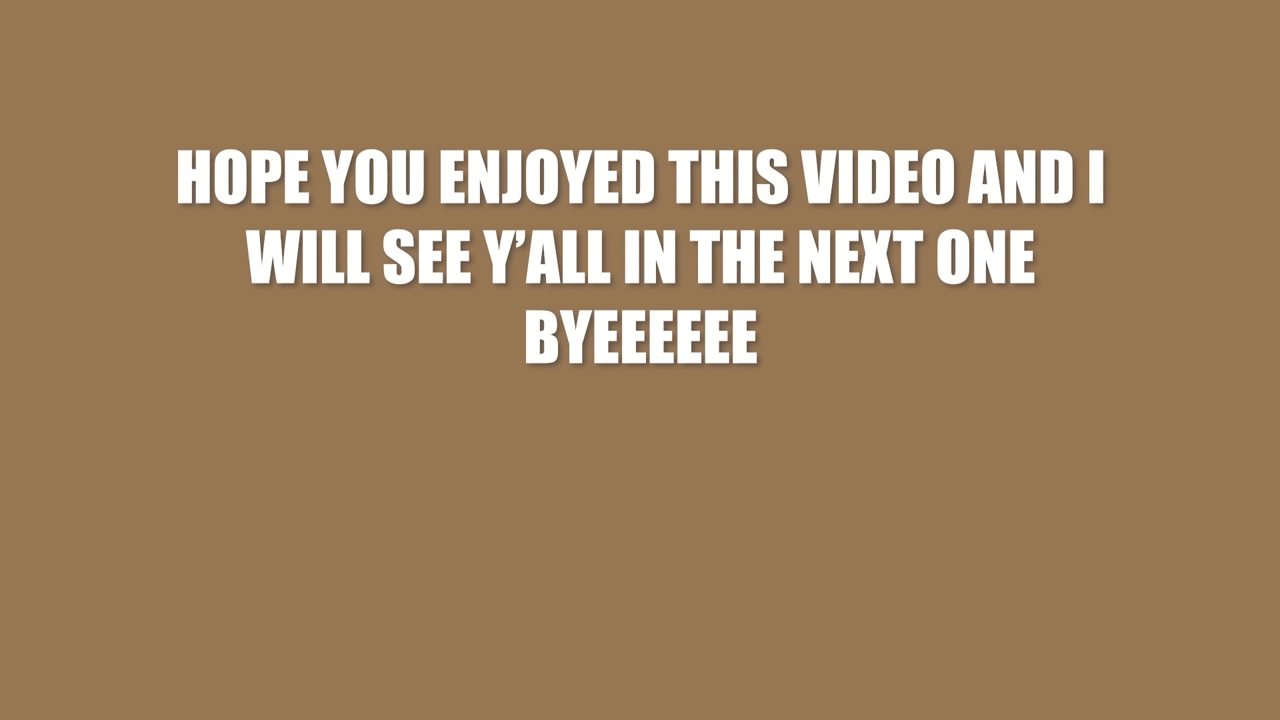 HOPE YOU ENJOYED THIS VIDEO AND I
WILL SEE Y’ALL IN THE NEXT ONE
BYEEEEEE